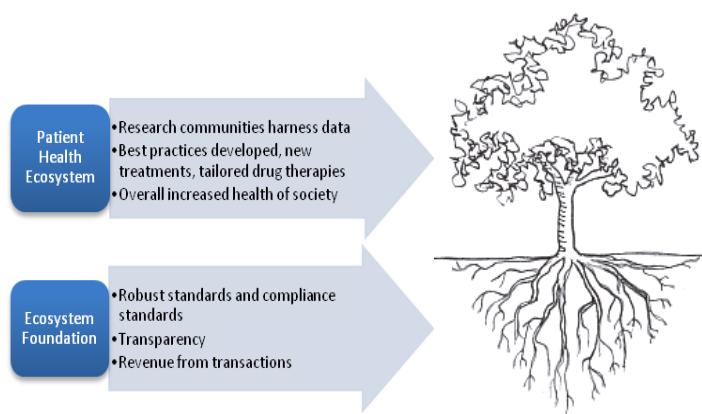 Patient
Health
Ecosystem
•Research communities harness data
•Best practices developed, new
treatments, tailored drug therapies
•Overall increased health of society
Ecosystem
Foundation
•Robust standards and compliance
standards
•Transparency
•Revenue from transactions